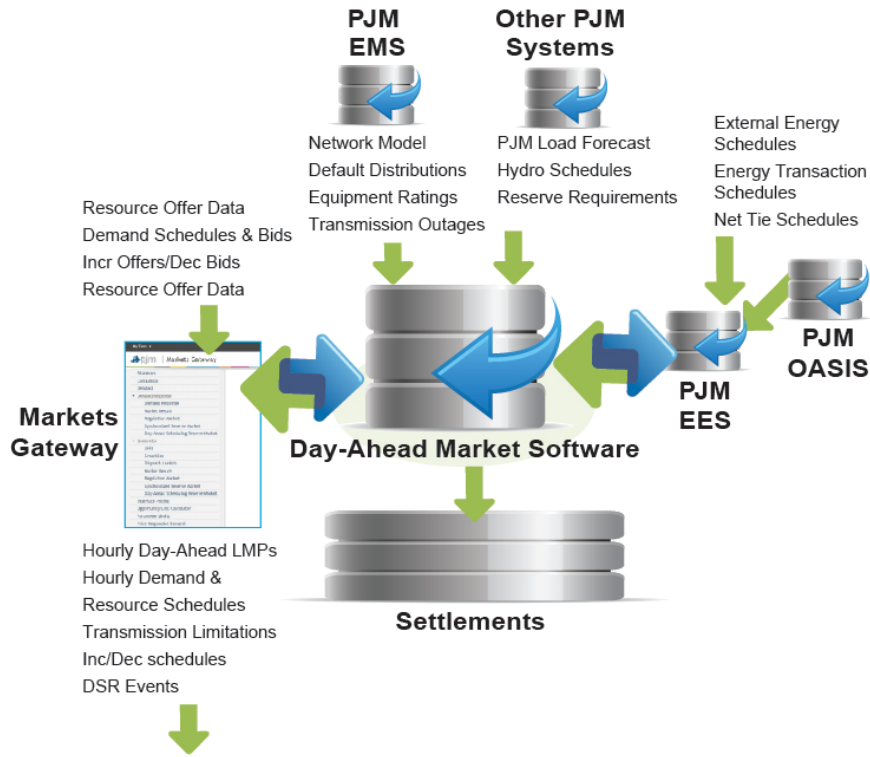 PJM
EMS
Other PJM
Systems
Network Model
Default Distributions
Equipment Ratings
Transmission Outages
PJM Load Forecast
Hydro Schedules
Reserve Requirements
External Energy
Schedules
Energy Transaction
Schedules
Net Tie Schedules
Resource Offer Data
Demand Schedules & Bids
Incr Offers/Dec Bids
Resource Offer Data
pjm Markets Gateway
Markets
Gateway
Day-Ahead Market Software
PJM
EES
PJM
OASIS
Hourly Day-Ahead LMPs
Hourly Demand &
Resource Schedules
Transmission Limitations
Inc/Dec schedules
DSR Events
Settlements